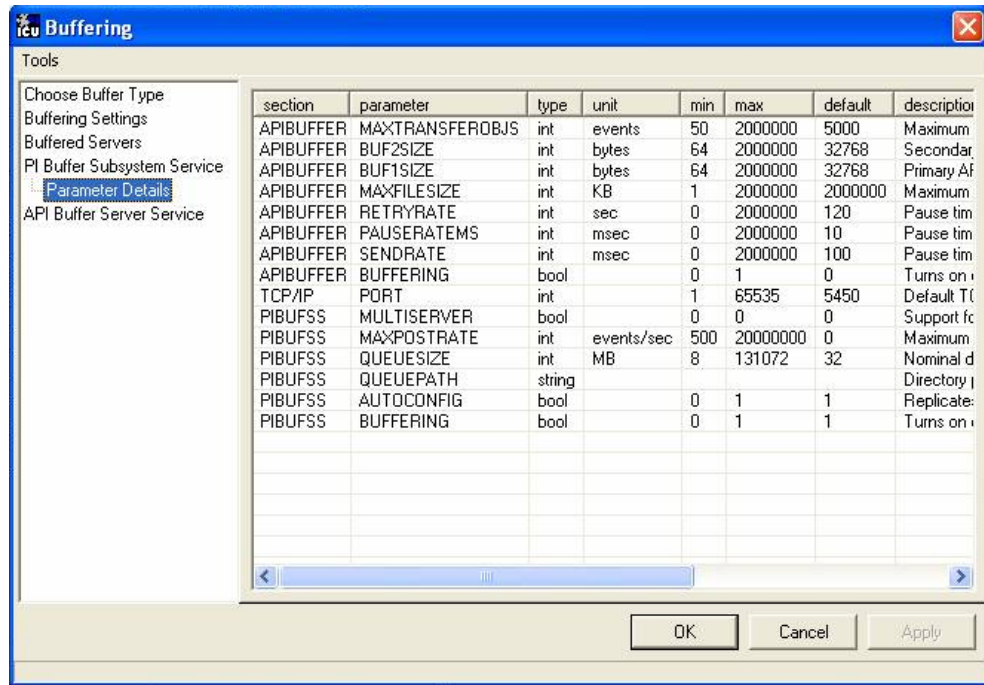 ICU Buffering
Tools
Choose Buffer Type
Buffering Settings
Buffered Servers
PI Buffer Subsystem Service
Parameter Details
API Buffer Server Service
section parameter type unit min max default description
APIBUFFER MAXTRANSFEROBJS int events 50 2000000 5000 Maximum
APIBUFFER BUF2SIZE int bytes 64 2000000 32768 Secondar
APIBUFFER BUF1SIZE int bytes 64 2000000 32768 Primary AF
APIBUFFER MAXFILESIZE int KB 1 2000000 2000000 Maximum
APIBUFFER RETRYRATE int sec 0 2000000 120 Pause tim
APIBUFFER PAUSERATEMS int msec 0 2000000 10 Pause tim
APIBUFFER SENDRATE int msec 0 2000000 100 Pause tim
APIBUFFER BUFFERING bool 0 1 0 Turns on
TCP/IP PORT int 1 65535 5450 Default
PIBUFSS MULTISERVER bool 0 0 0 Support
PIBUFSS MAXPOSTRATE int events/sec 500 20000000 0 Maximum
PIBUFSS QUEUESIZE int MB 8 131072 32 Nominal d
PIBUFSS QUEUEPATH string Directory
PIBUFSS AUTOCONFIG bool 0 1 1 Replicate
PIBUFSS BUFFERING bool 0 1 1 Turns on
OK Cancel Apply